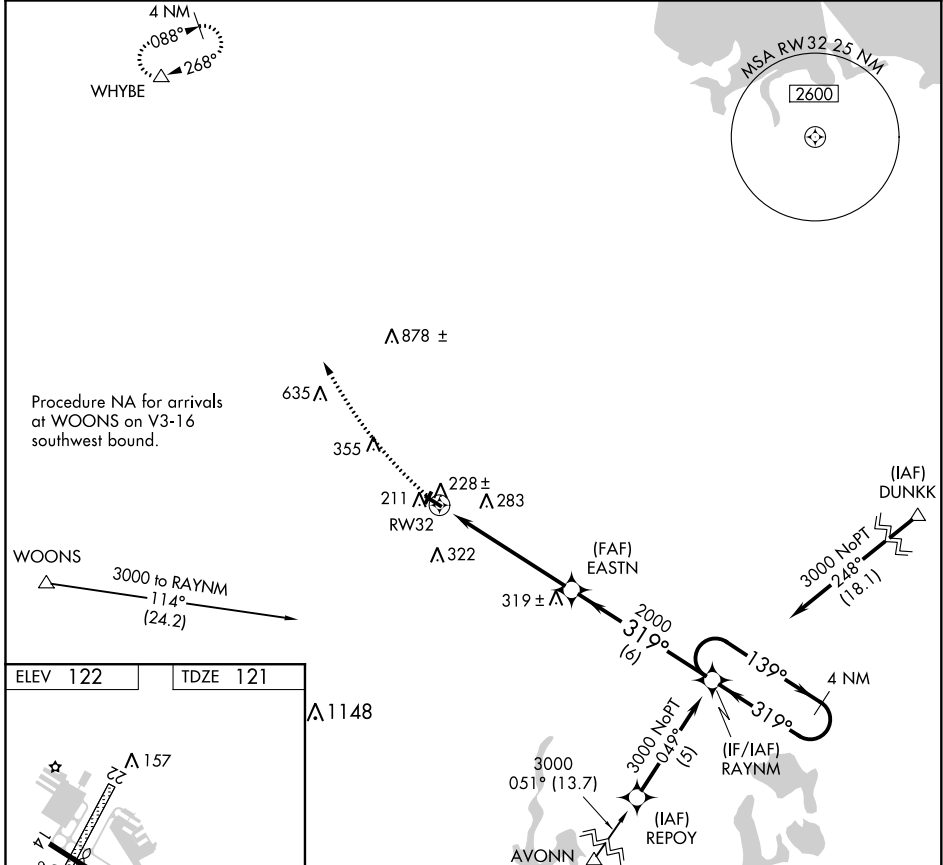 4 NM
088°
268°
WHYBE
MSA RW32 25 NM
2600
878 ±
635
Procedure NA for arrivals
at WOONS on V3-16
southwest bound.
355
228 ±
211
283
RW32
322
(IAF)
DUNKK
3000 NoPT
248°
(18.1)
WOONS
3000 to RAYNM
114°
(24.2)
(FAF)
EASTN
319 ±
2000
319°
(6)
139°
4 NM
319°
(IF/IAF)
RAYNM
3000 NoPT
049°
(5)
3000
051° (13.7)
(IAF)
REPOY
AVONN
ELEV 122
TDZE 121
1148
157
22
14